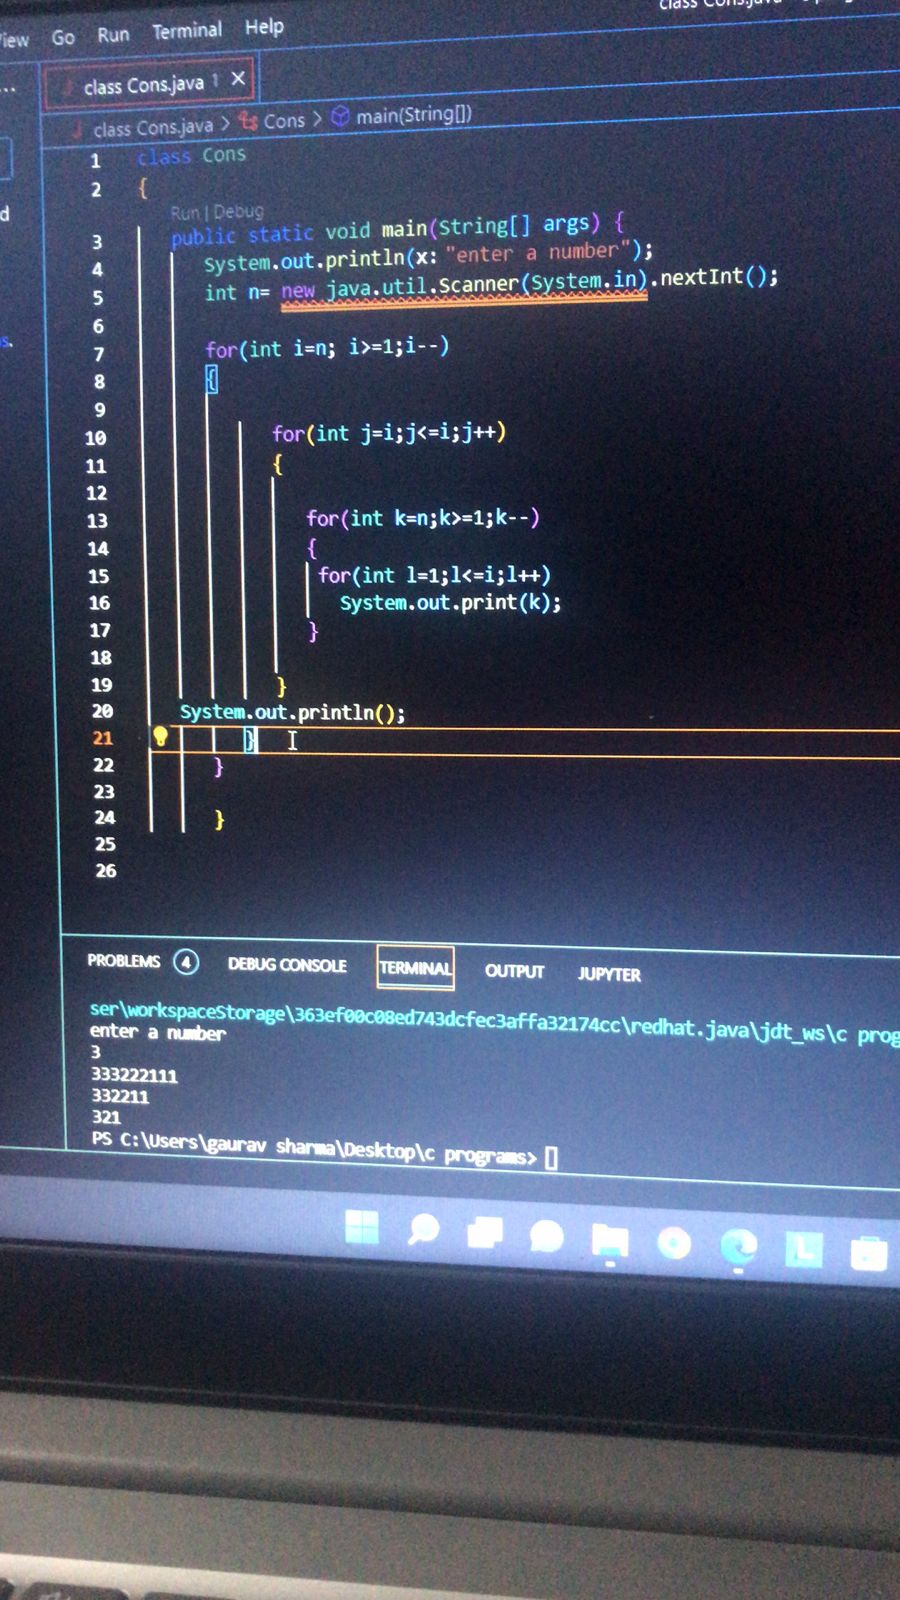 View Go Run Terminal Help
class Cons.java
... class Cons.java 1 ×
class Cons.java > Cons > main(String[])
1 class Cons
2 {
Run | Debug
3 public static void main(String[] args) {
4 System.out.println(x: "enter a number");
5 int n= new java.util.Scanner(System.in).nextInt();
6
7 for(int i=n; i>=1;i--)
8 {
9
10 for(int j=i;j<=i;j++)
11 {
12
13 for(int k=n;k>=1;k--)
14 {
15 for(int l=1;l<=i;l++)
16 System.out.print(k);
17 }
18
19 }
20 System.out.println();
21 }
22 }
23
24 }
25
26
PROBLEMS 4 DEBUG CONSOLE TERMINAL OUTPUT JUPYTER
ser\workspaceStorage\363ef00c08ed743dcfec3affa32174cc\redhat.java\jdt_ws\c prog
enter a number
3
333222111
332211
321
PS C:\Users\gaurav sharma\Desktop\c programs>